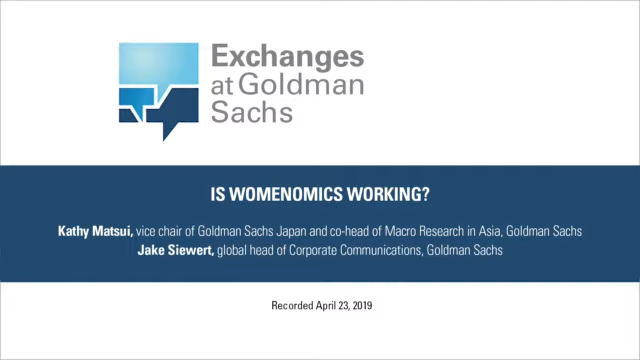 Exchanges
at Goldman
Sachs
IS WOMENOMICS WORKING?
Kathy Matsui, vice chair of Goldman Sachs Japan and co-head of Macro Research in Asia, Goldman Sachs
Jake Siewert, global head of Corporate Communications, Goldman Sachs
Recorded April 23, 2019